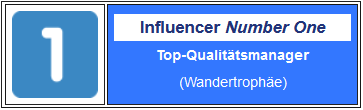 1
Influencer Number One
Top-Qualitätsmanager
(Wandertrophäe)